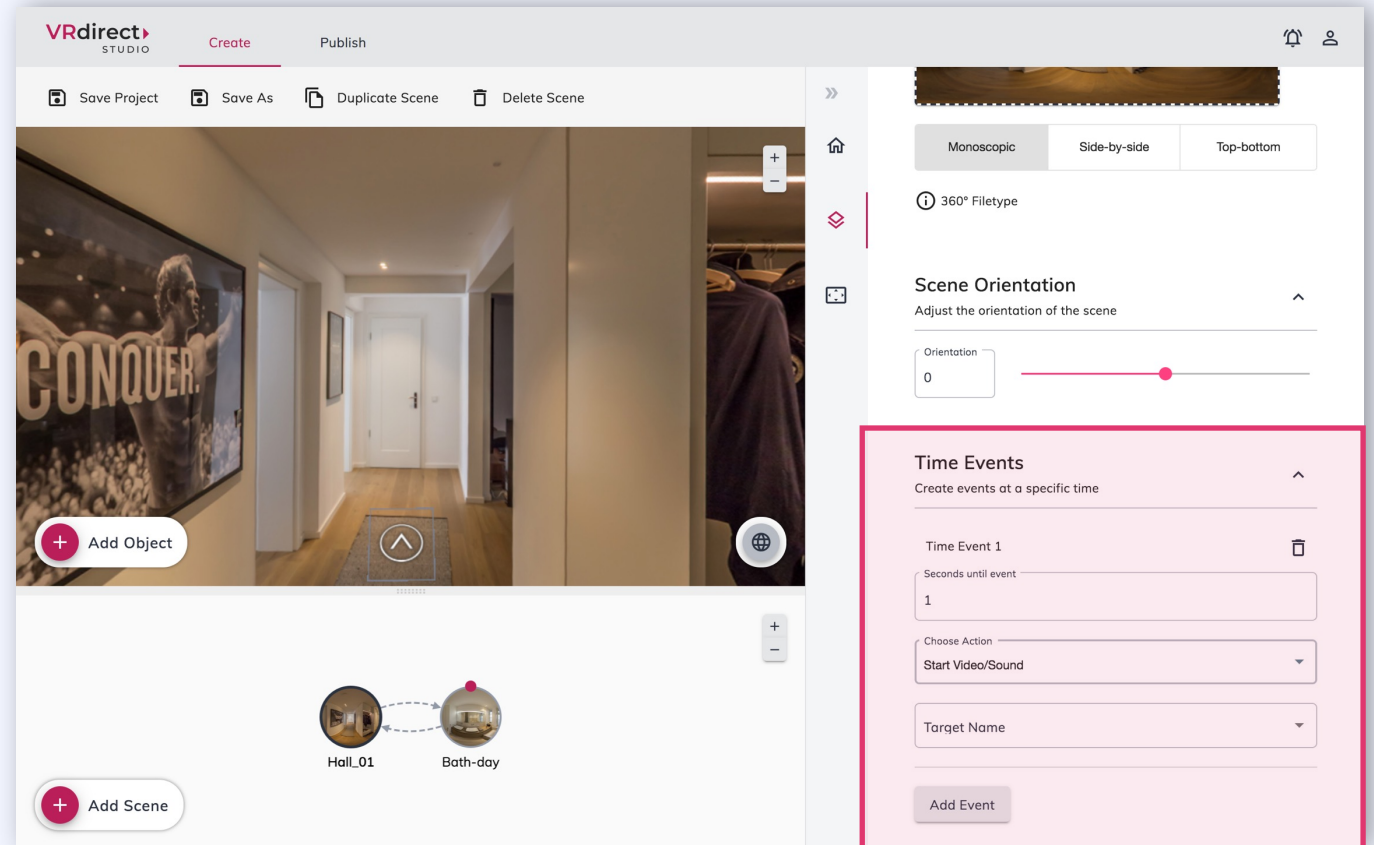 VRdirect
STUDIO
Create
Publish
Save Project
Save As
Duplicate Scene
Delete Scene
Monoscopic
Side-by-side
Top-bottom
360° Filetype
CONQUER.
Scene Orientation
Adjust the orientation of the scene
Orientation
0
Time Events
Create events at a specific time
Time Event 1
Seconds until event
1
Choose Action
Start Video/Sound
Target Name
Add Event
+
−
+ Add Object
+
−
Hall_01
Bath-day
+ Add Scene